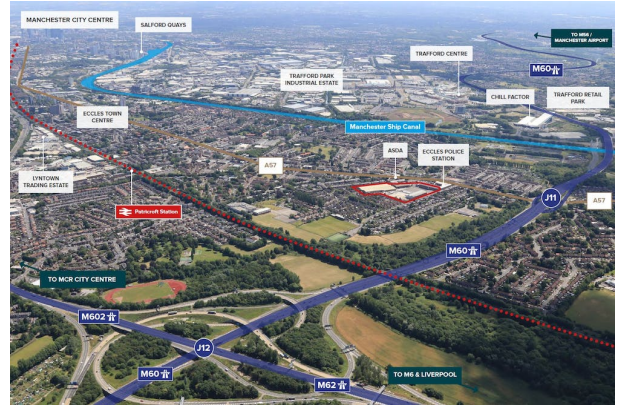 MANCHESTER CITY CENTRE
SALFORD QUAYS
TO M56 /
MANCHESTER AIRPORT
TRAFFORD CENTRE
M60
TRAFFORD PARK
INDUSTRIAL ESTATE
CHILL FACTOR
TRAFFORD RETAIL
PARK
ECCLES TOWN
CENTRE
Manchester Ship Canal
ASDA
ECCLES POLICE
STATION
A57
LYNTOWN
TRADING ESTATE
Patricroft Station
J11
A57
M60
TO MCR CITY CENTRE
M602
J12
M60
M62
TO M6 & LIVERPOOL